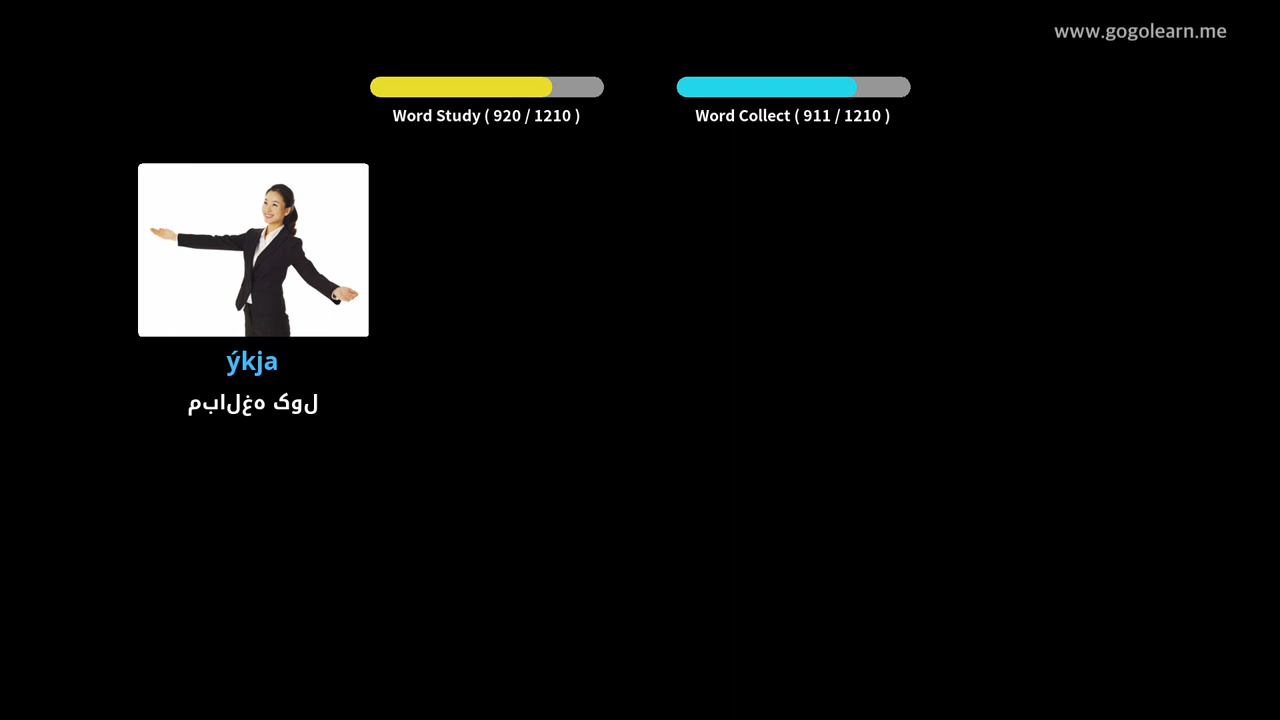 www.gogolearn.me
Word Study ( 920 / 1210 )
Word Collect ( 911 / 1210 )
ýkja
مبالغه کول